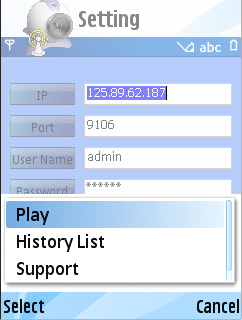 Setting
abc
IP
125.89.62.187
Port
9106
User Name
admin
Password
******
Play
History List
Support
Select
Cancel